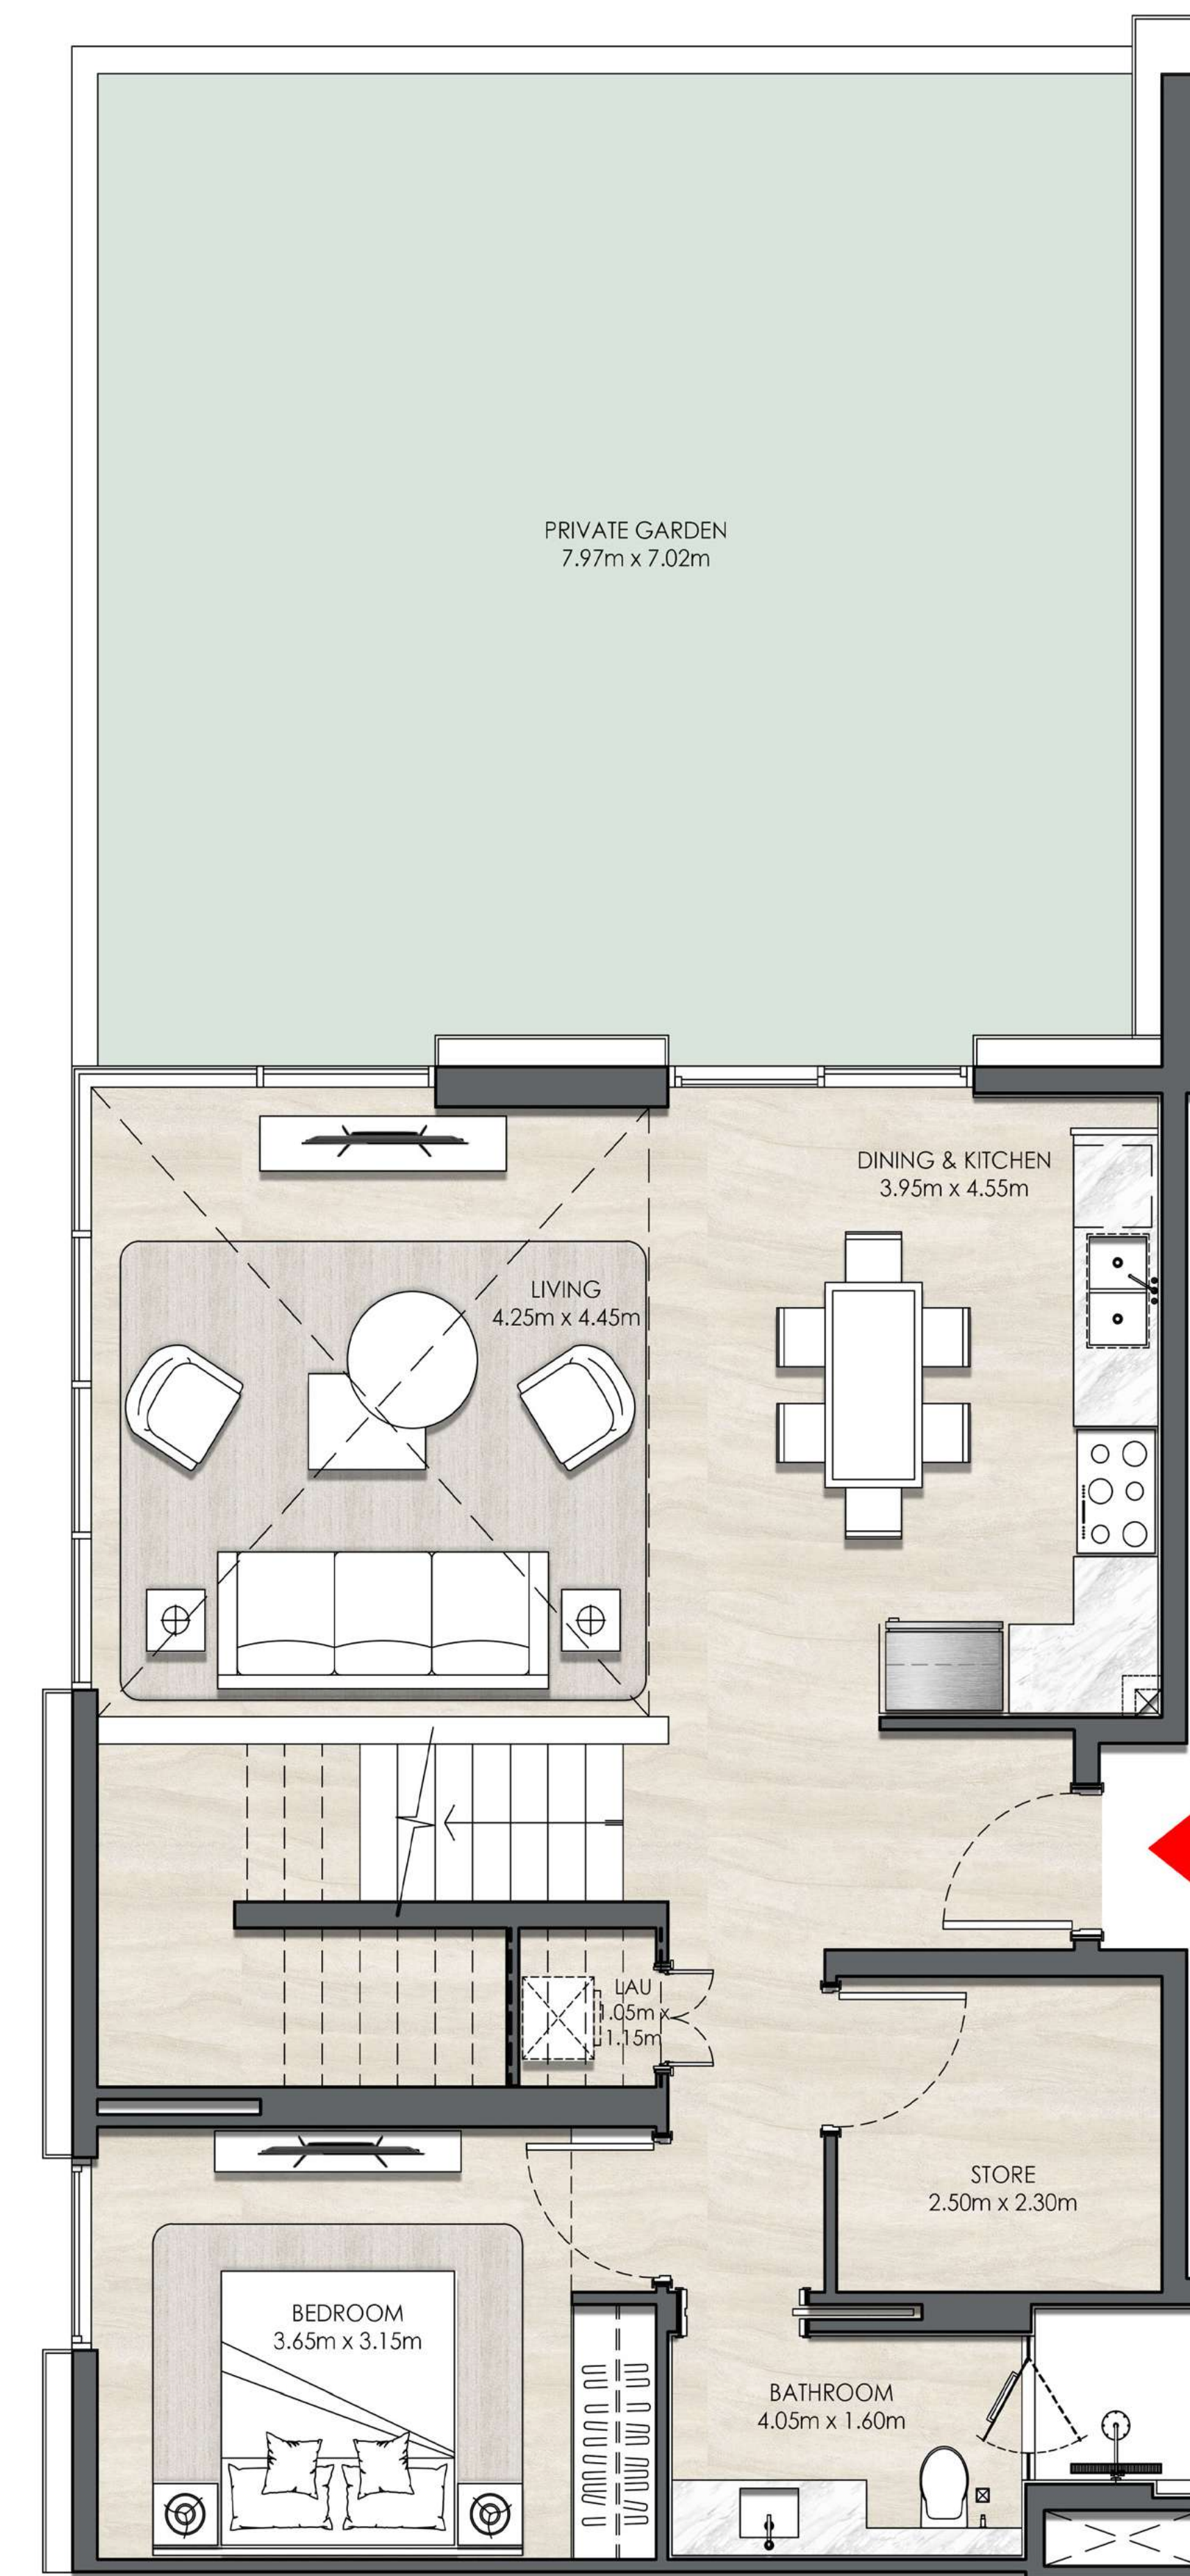 PRIVATE GARDEN
7.97m x 7.02m
DINING & KITCHEN
3.95m x 4.55m
LIVING
4.25m x 4.45m
LAU
1.05m x
1.15m
STORE
2.50m x 2.30m
BEDROOM
3.65m x 3.15m
BATHROOM
4.05m x 1.60m